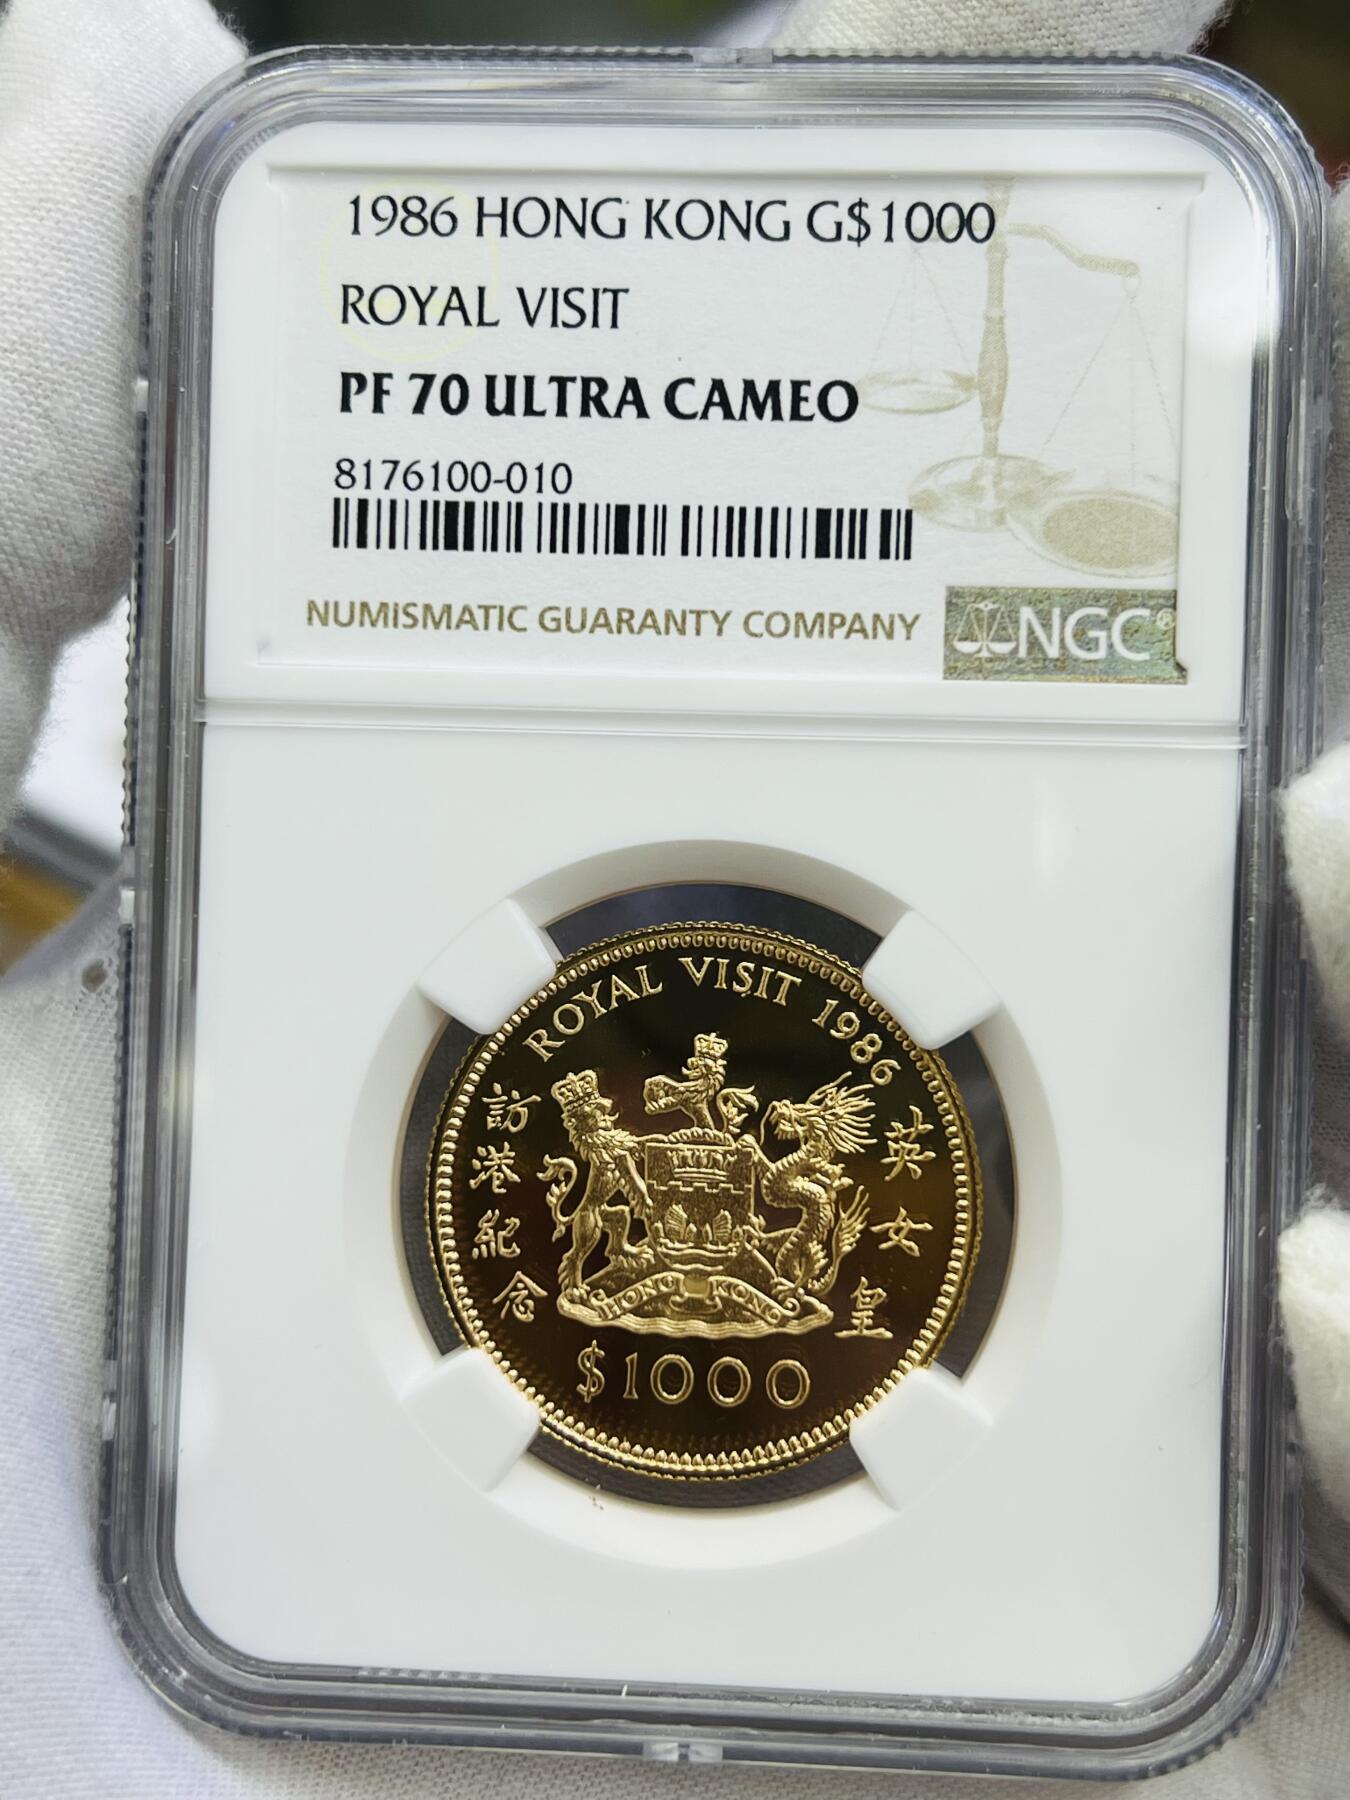 1986 HONG KONG G$1000
ROYAL VISIT
PF 70 ULTRA CAMEO
8176100-010
NUMISMATIC GUARANTY COMPANY
NGC®
ROYAL VISIT 1986
英女皇
訪港紀念
HONG KONG
$1000